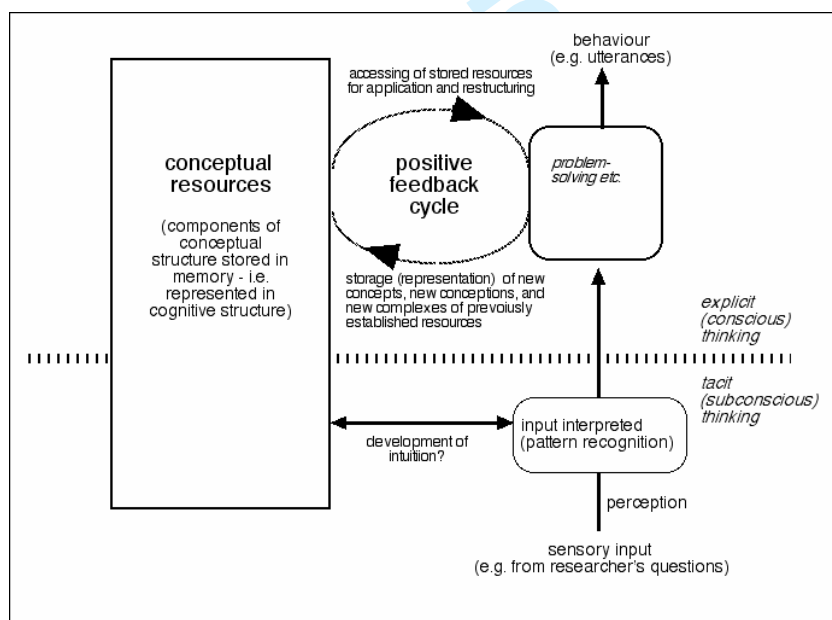 behaviour
(e.g. utterances)
accessing of stored resources
for application and restructuring
conceptual
resources
(components of
conceptual
structure stored in
memory - i.e.
represented in
cognitive structure)
positive
feedback
cycle
problem-
solving etc.
storage (representation) of new
concepts, new conceptions, and
new complexes of prevoiusly
established resources
explicit
(conscious)
thinking
tacit
(subconscious)
thinking
input interpreted
(pattern recognition)
development of
intuition?
perception
sensory input
(e.g. from researcher's questions)